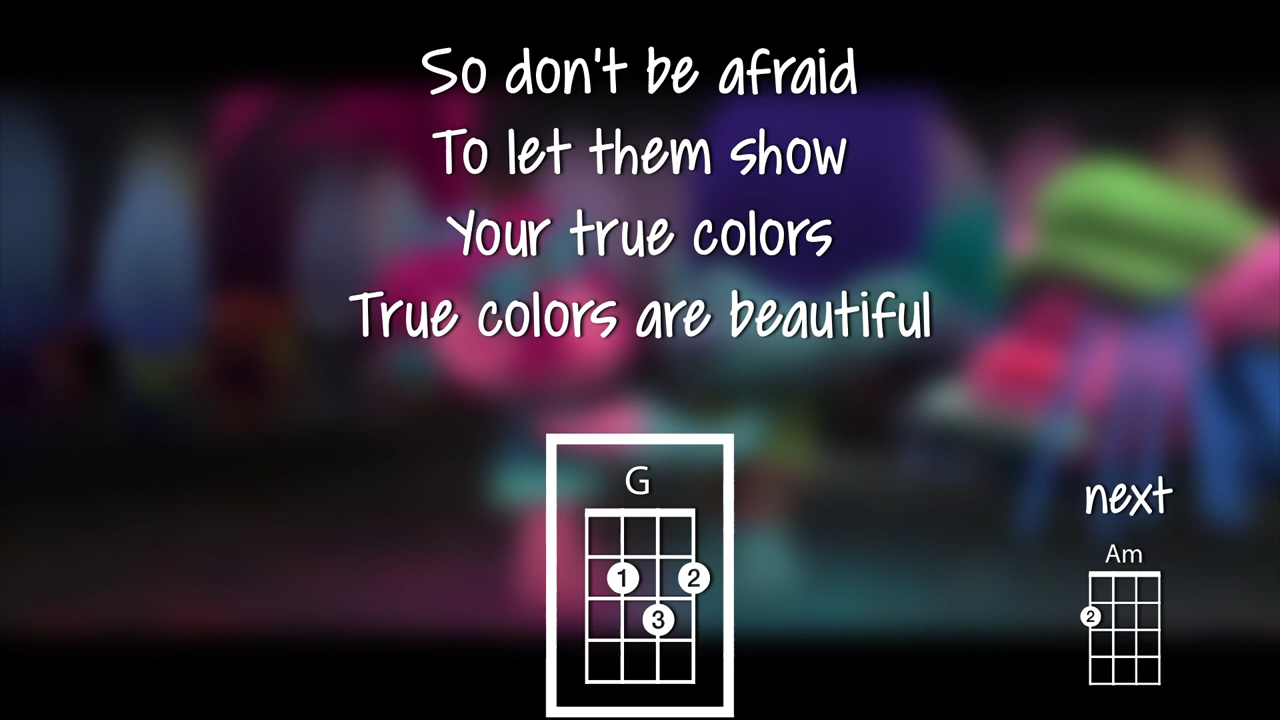 So don't be afraid
To let them show
Your true colors
True colors are beautiful
G
1 2
3
next
Am
2